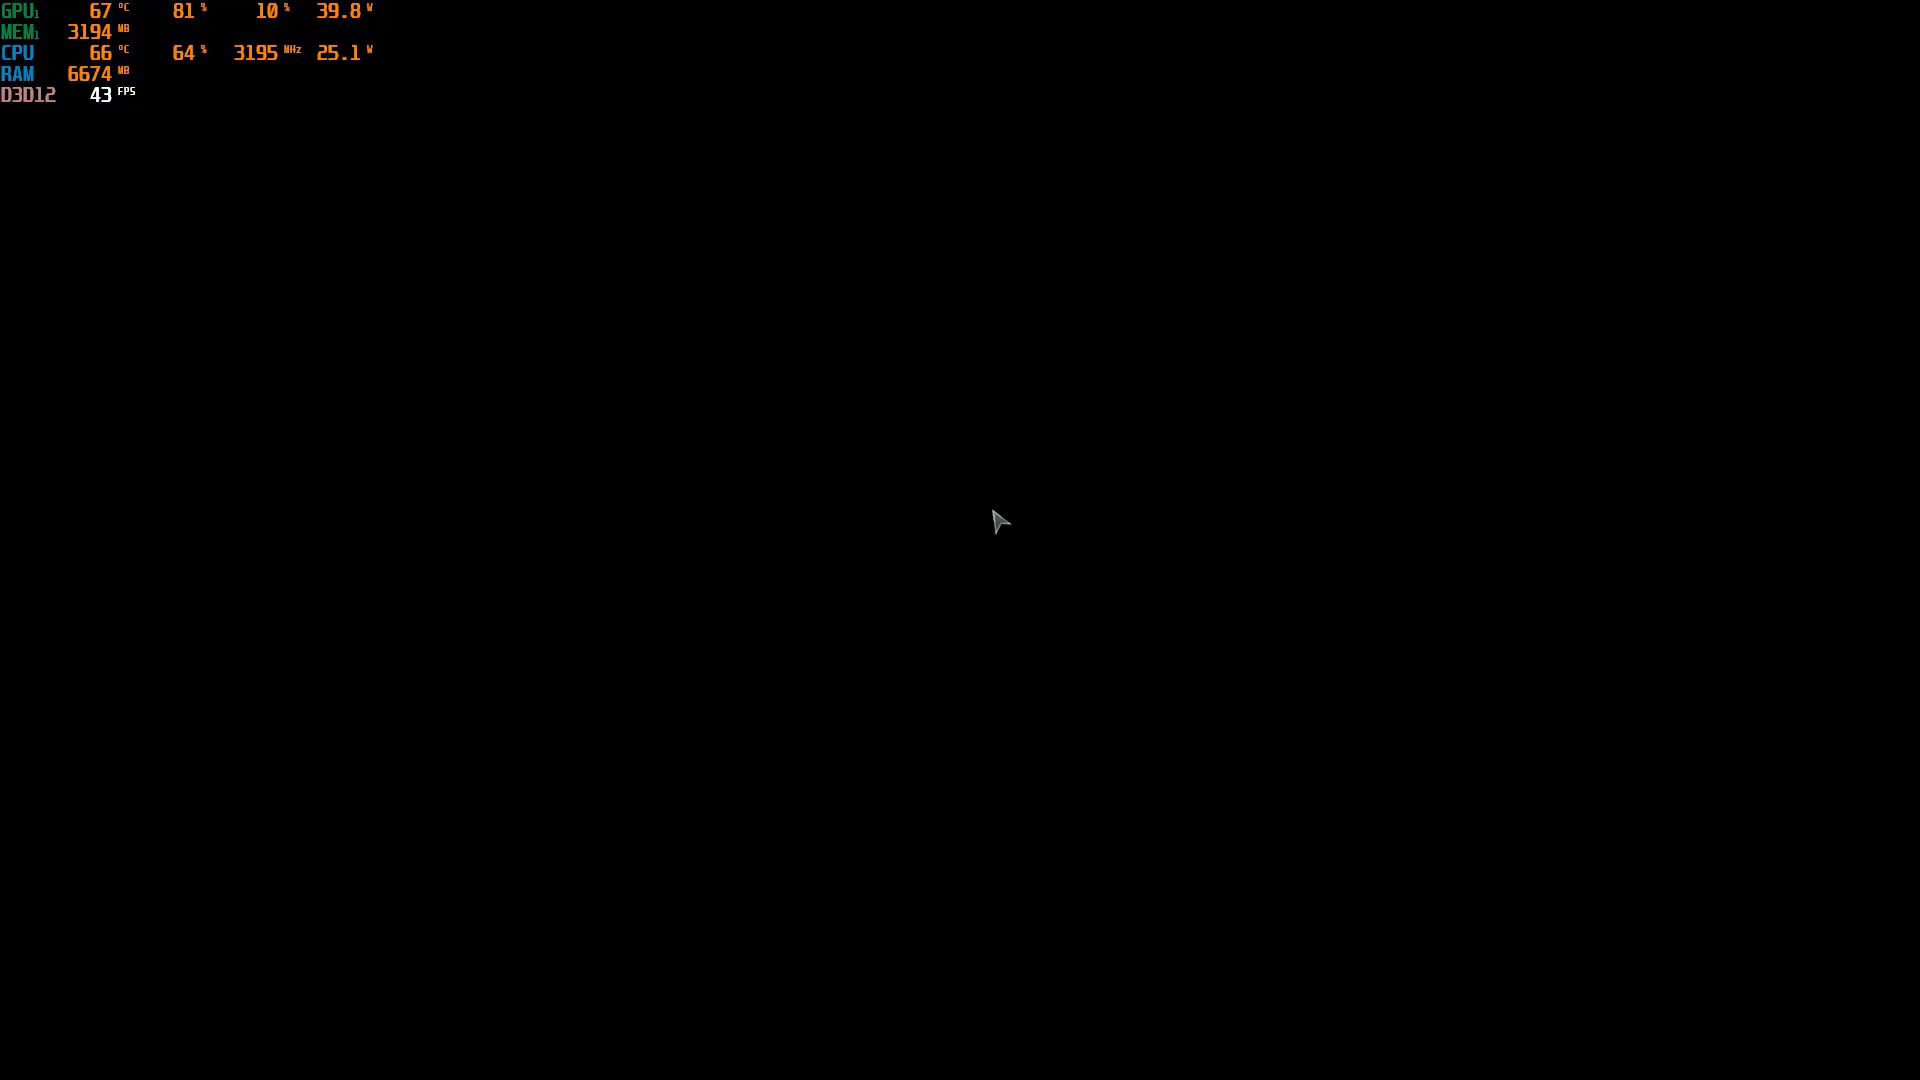 GPU1 67 °C 81 % 10 % 39.8 W
MEM1 3194 MB
CPU 66 °C 64 % 3195 MHz 25.1 W
RAM 6674 MB
D3D12 43 FPS